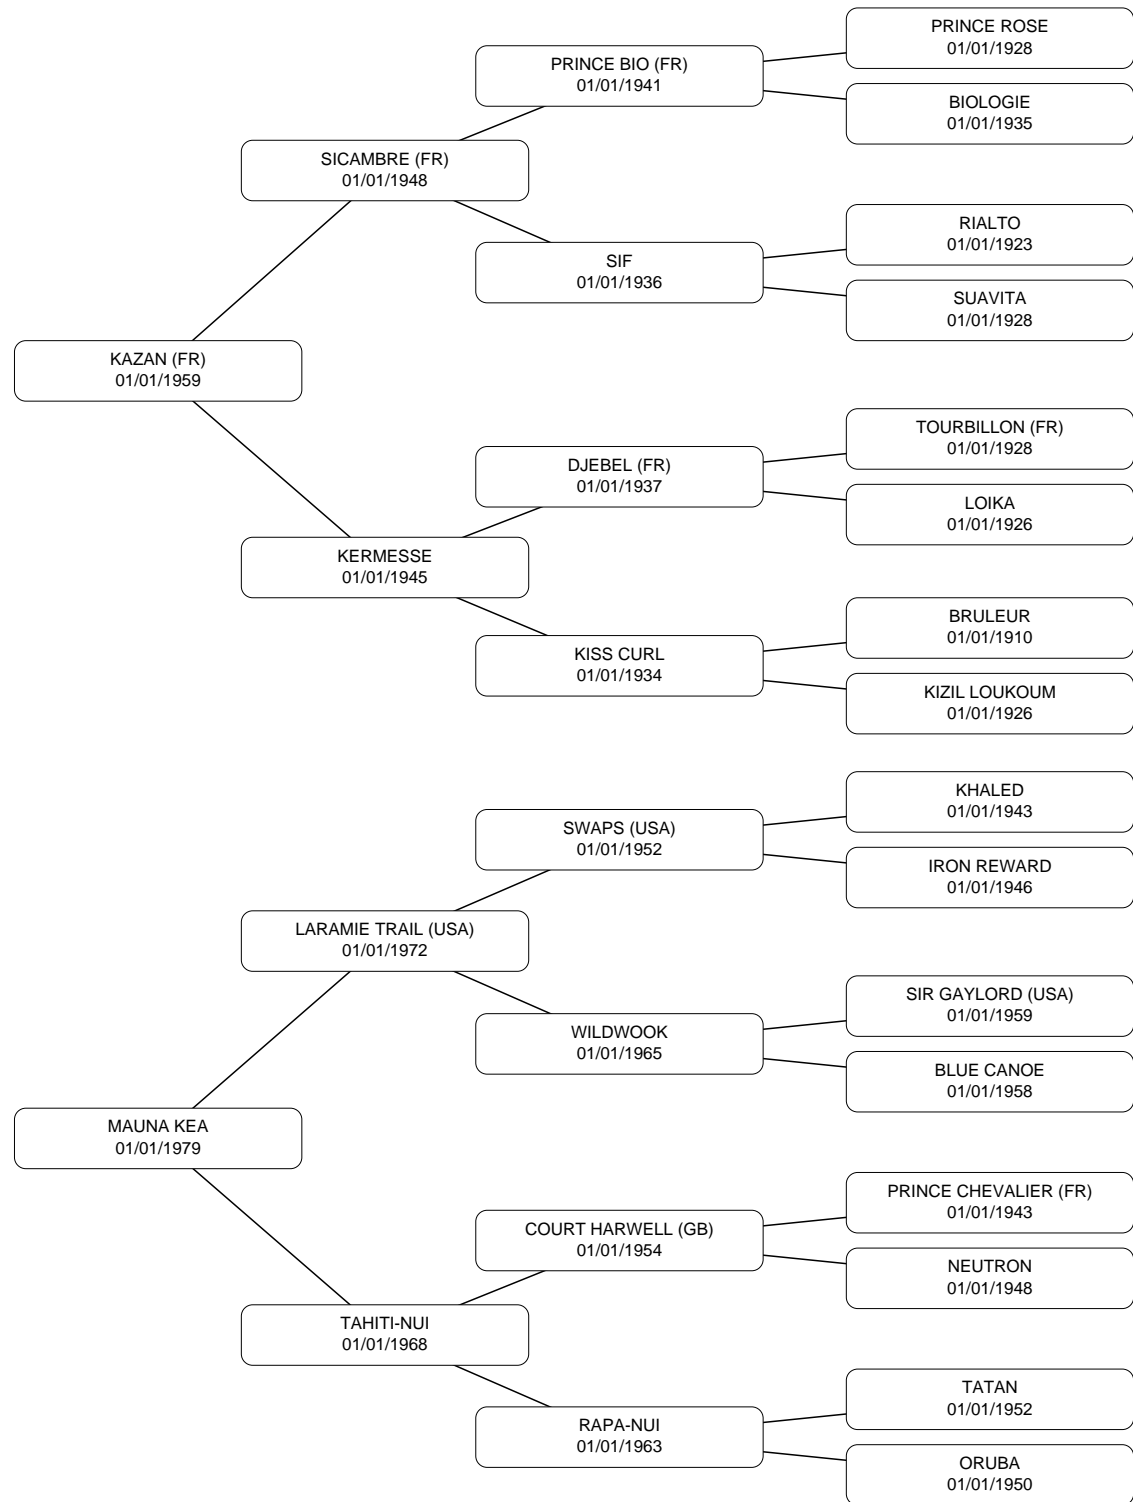 PRINCE ROSE
01/01/1928
PRINCE BIO (FR)
01/01/1941
BIOLOGIE
01/01/1935
SICAMBRE (FR)
01/01/1948
RIALTO
01/01/1923
SIF
01/01/1936
SUAVITA
01/01/1928
KAZAN (FR)
01/01/1959
TOURBILLON (FR)
01/01/1928
DJEBEL (FR)
01/01/1937
LOIKA
01/01/1926
KERMESSE
01/01/1945
BRULEUR
01/01/1910
KISS CURL
01/01/1934
KIZIL LOUKOUM
01/01/1926
KHALED
01/01/1943
SWAPS (USA)
01/01/1952
IRON REWARD
01/01/1946
LARAMIE TRAIL (USA)
01/01/1972
SIR GAYLORD (USA)
01/01/1959
WILDWOOK
01/01/1965
BLUE CANOE
01/01/1958
MAUNA KEA
01/01/1979
PRINCE CHEVALIER (FR)
01/01/1943
COURT HARWELL (GB)
01/01/1954
NEUTRON
01/01/1948
TAHITI-NUI
01/01/1968
TATAN
01/01/1952
RAPA-NUI
01/01/1963
ORUBA
01/01/1950